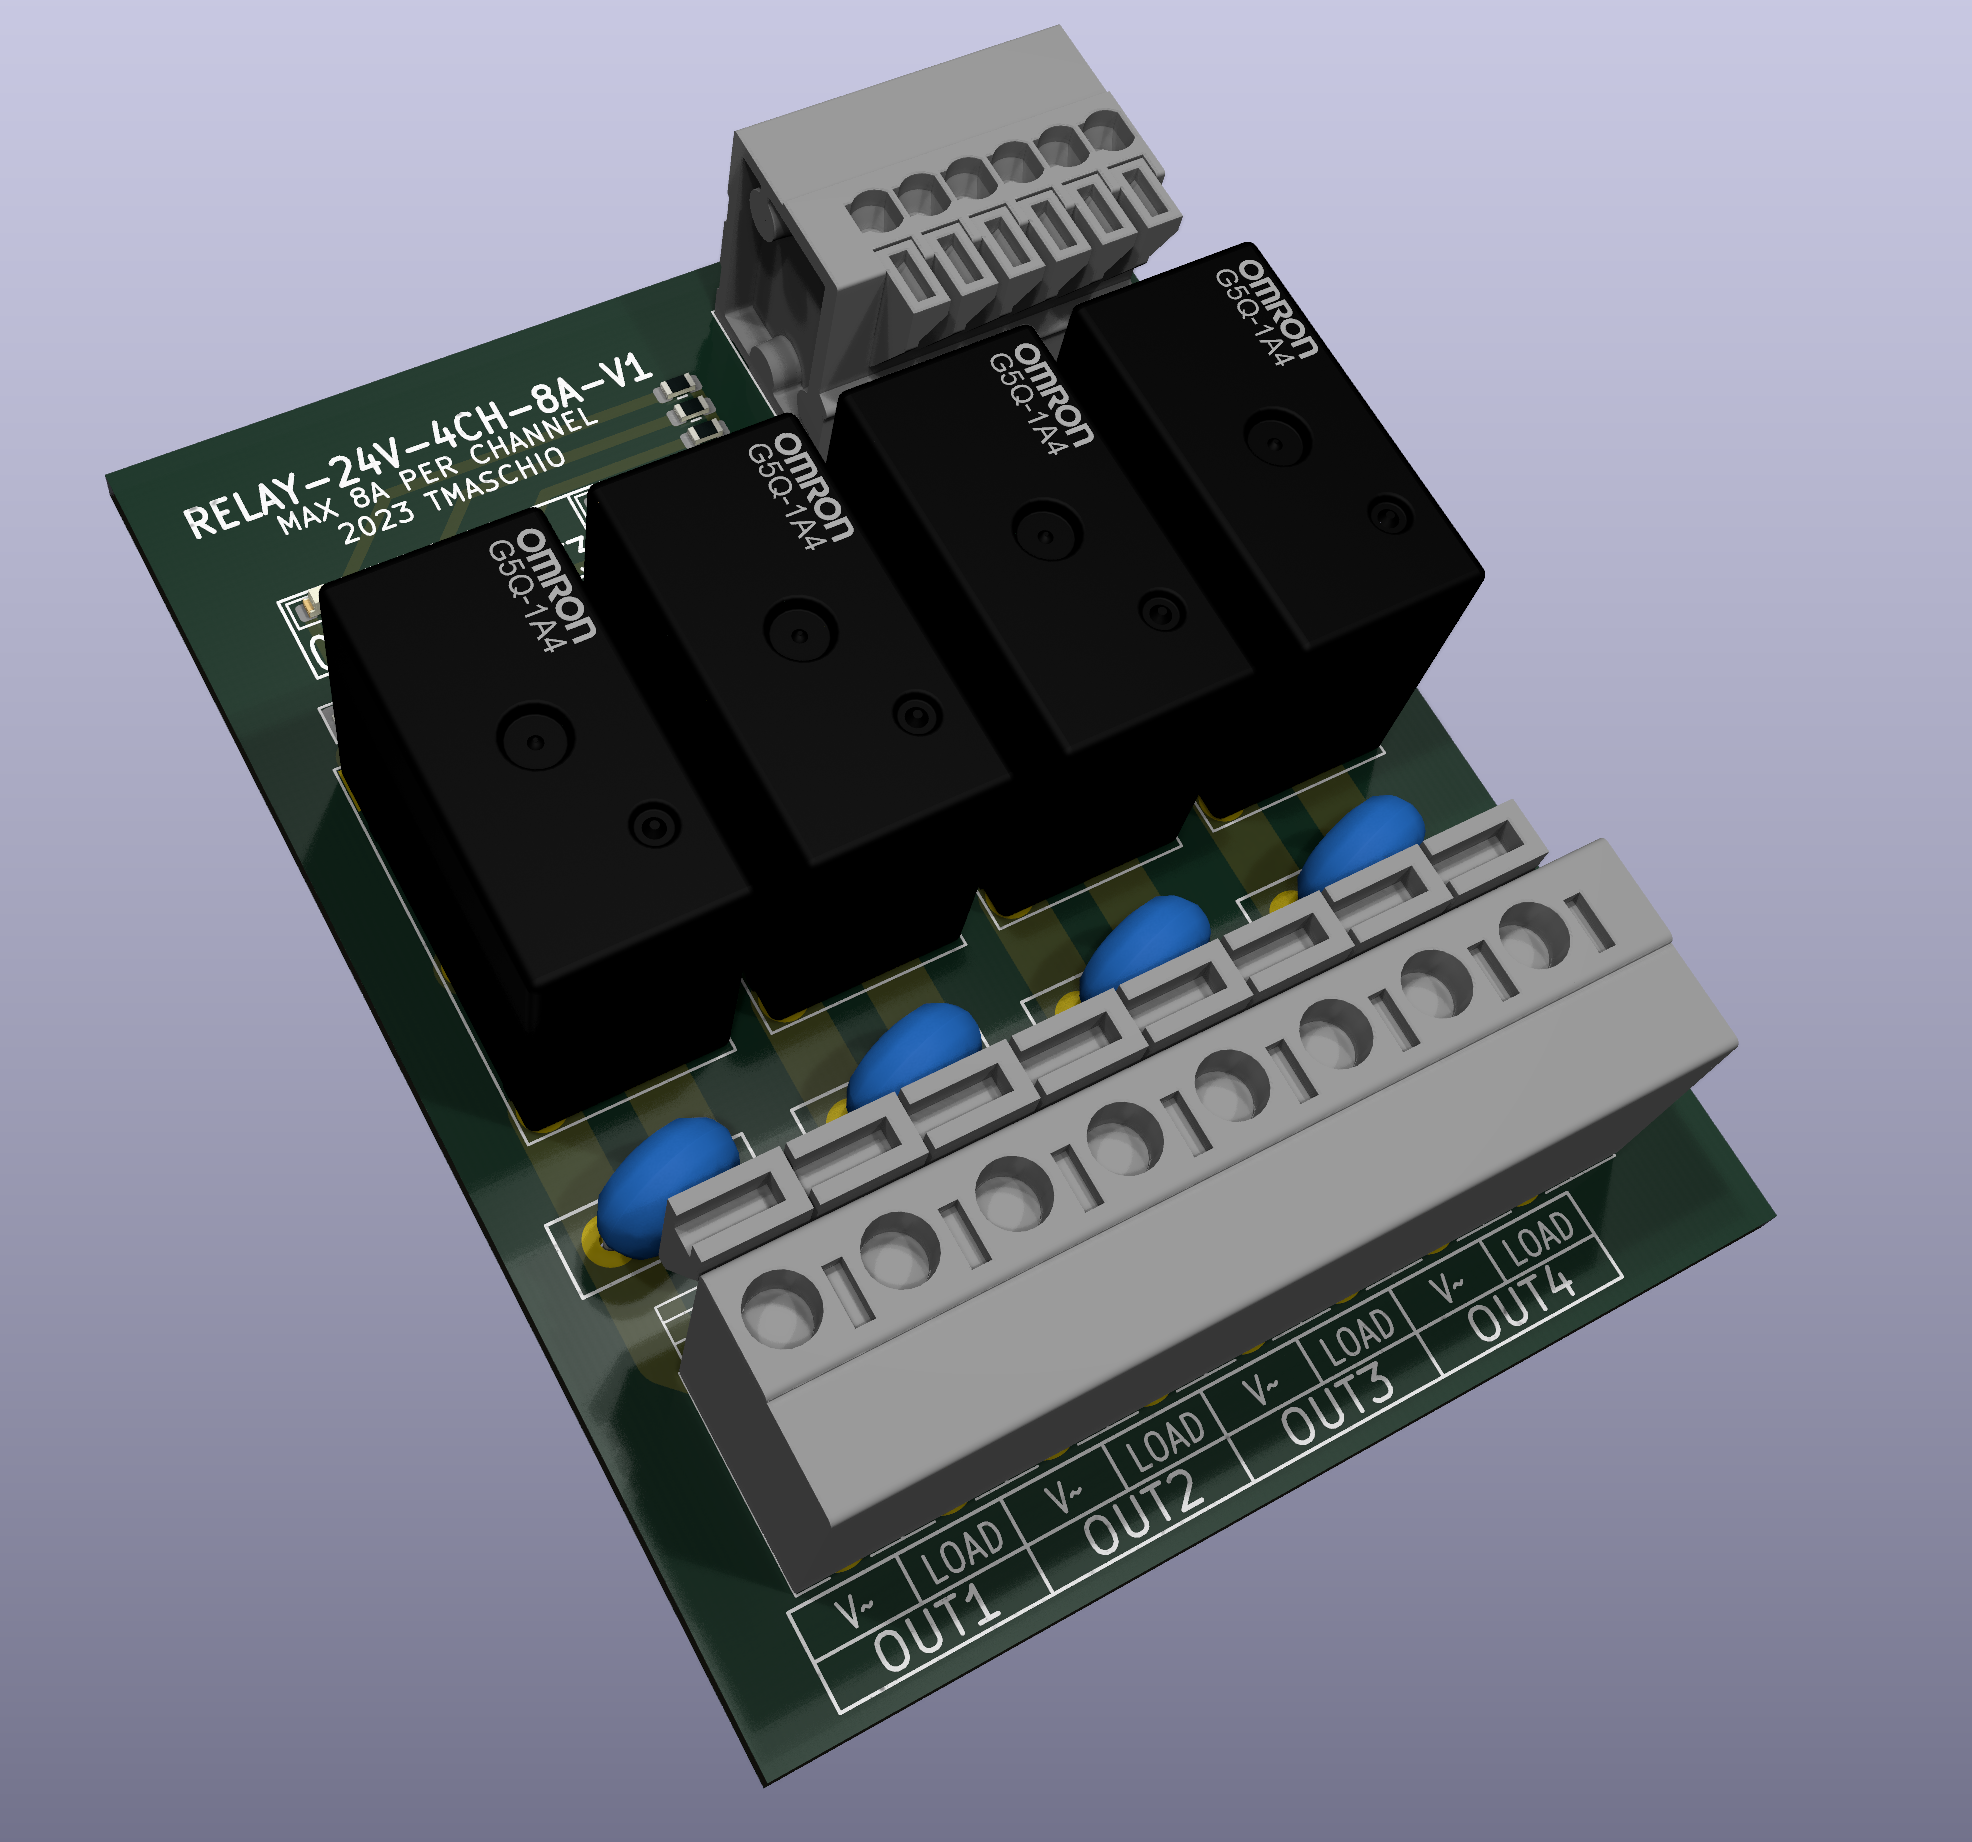 RELAY-24V-4CH-8A-V1
MAX 8A PER CHANNEL
2023 TMASCHIO
OMRON
G5Q-1A4
OMRON
G5Q-1A4
OMRON
G5Q-1A4
OMRON
G5Q-1A4
V~ LOAD V~ LOAD V~ LOAD V~ LOAD
OUT1 OUT2 OUT3 OUT4